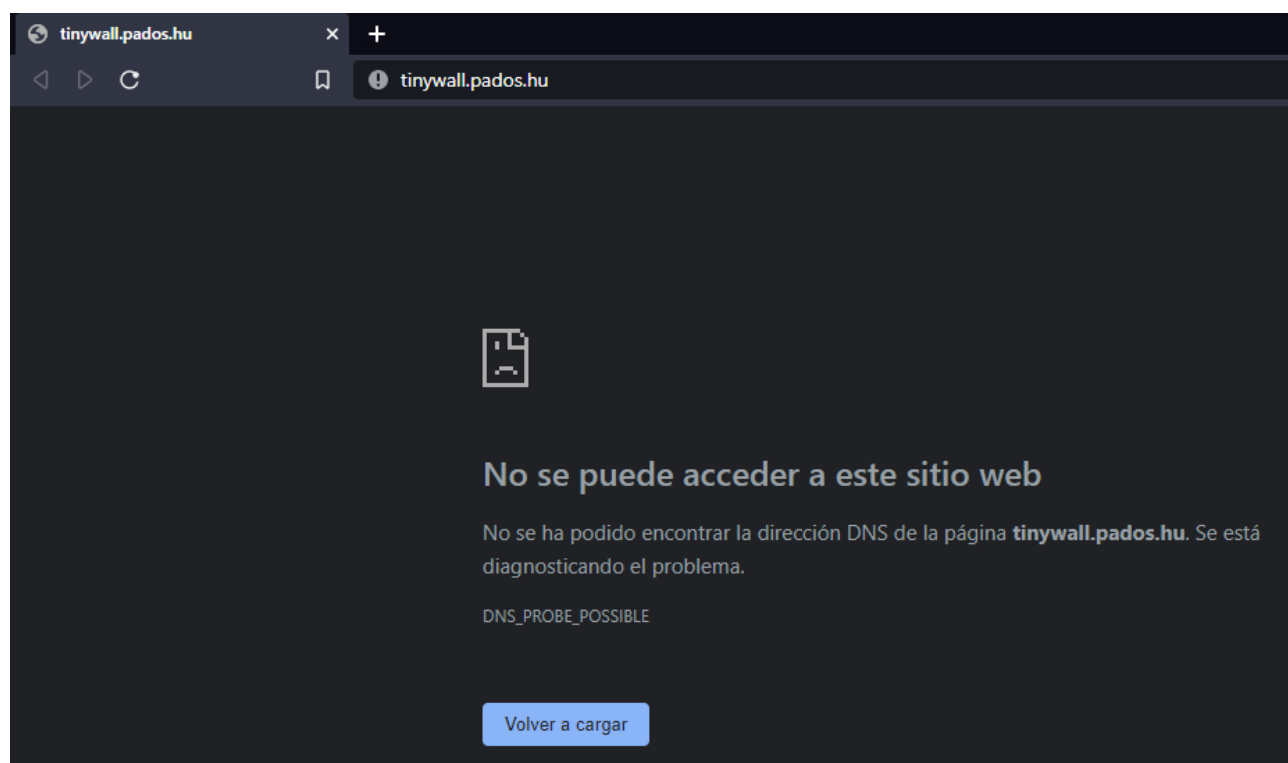 tinywall.pados.hu
tinywall.pados.hu
No se puede acceder a este sitio web
No se ha podido encontrar la dirección DNS de la página tinywall.pados.hu. Se está
diagnosticando el problema.
DNS_PROBE_POSSIBLE
Volver a cargar